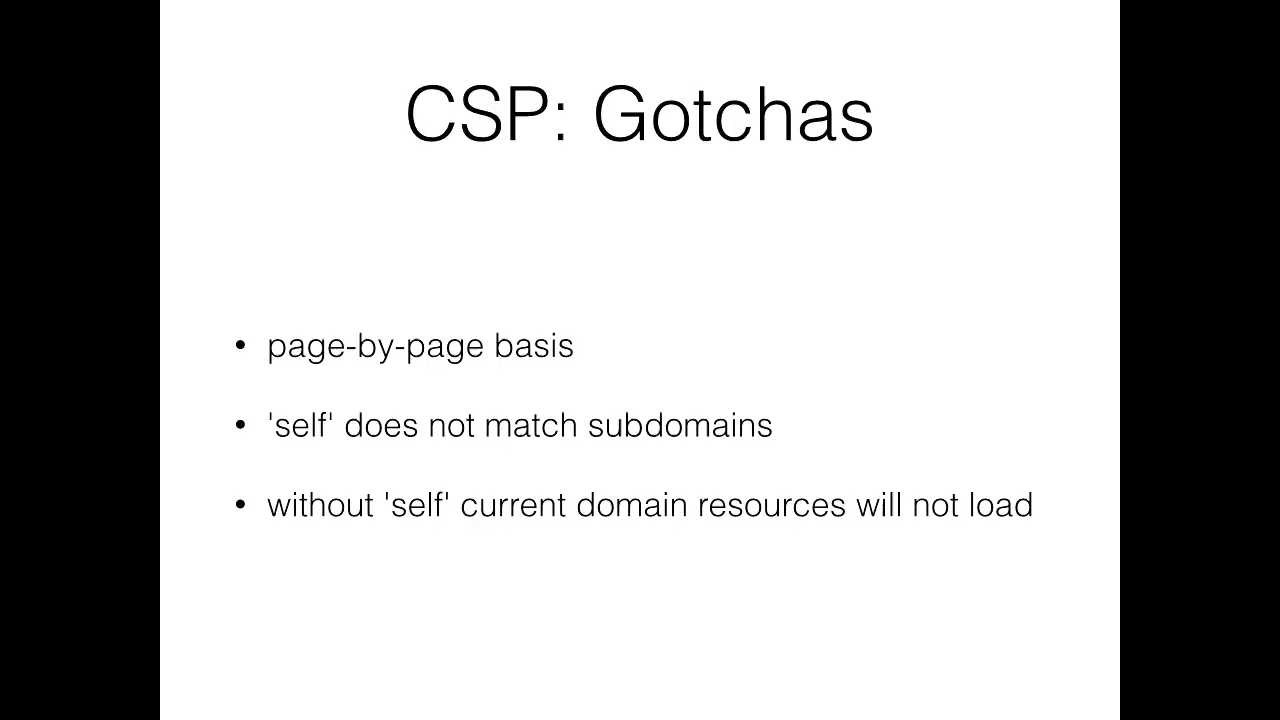 CSP: Gotchas
• page-by-page basis
• 'self' does not match subdomains
• without 'self' current domain resources will not load